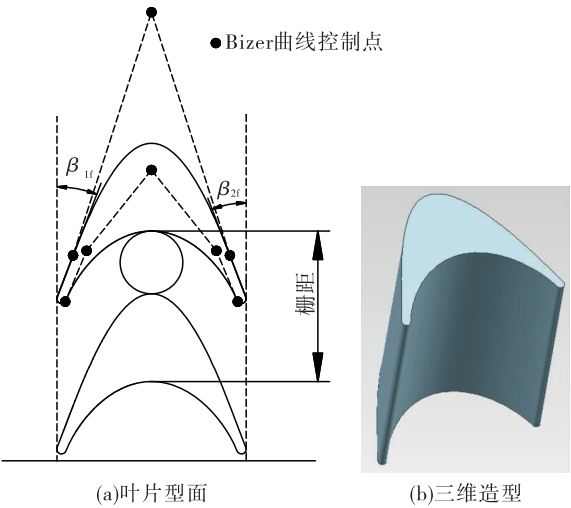 Bizer曲线控制点
β1f
β2f
栅距
(a)叶片型面
(b)三维造型